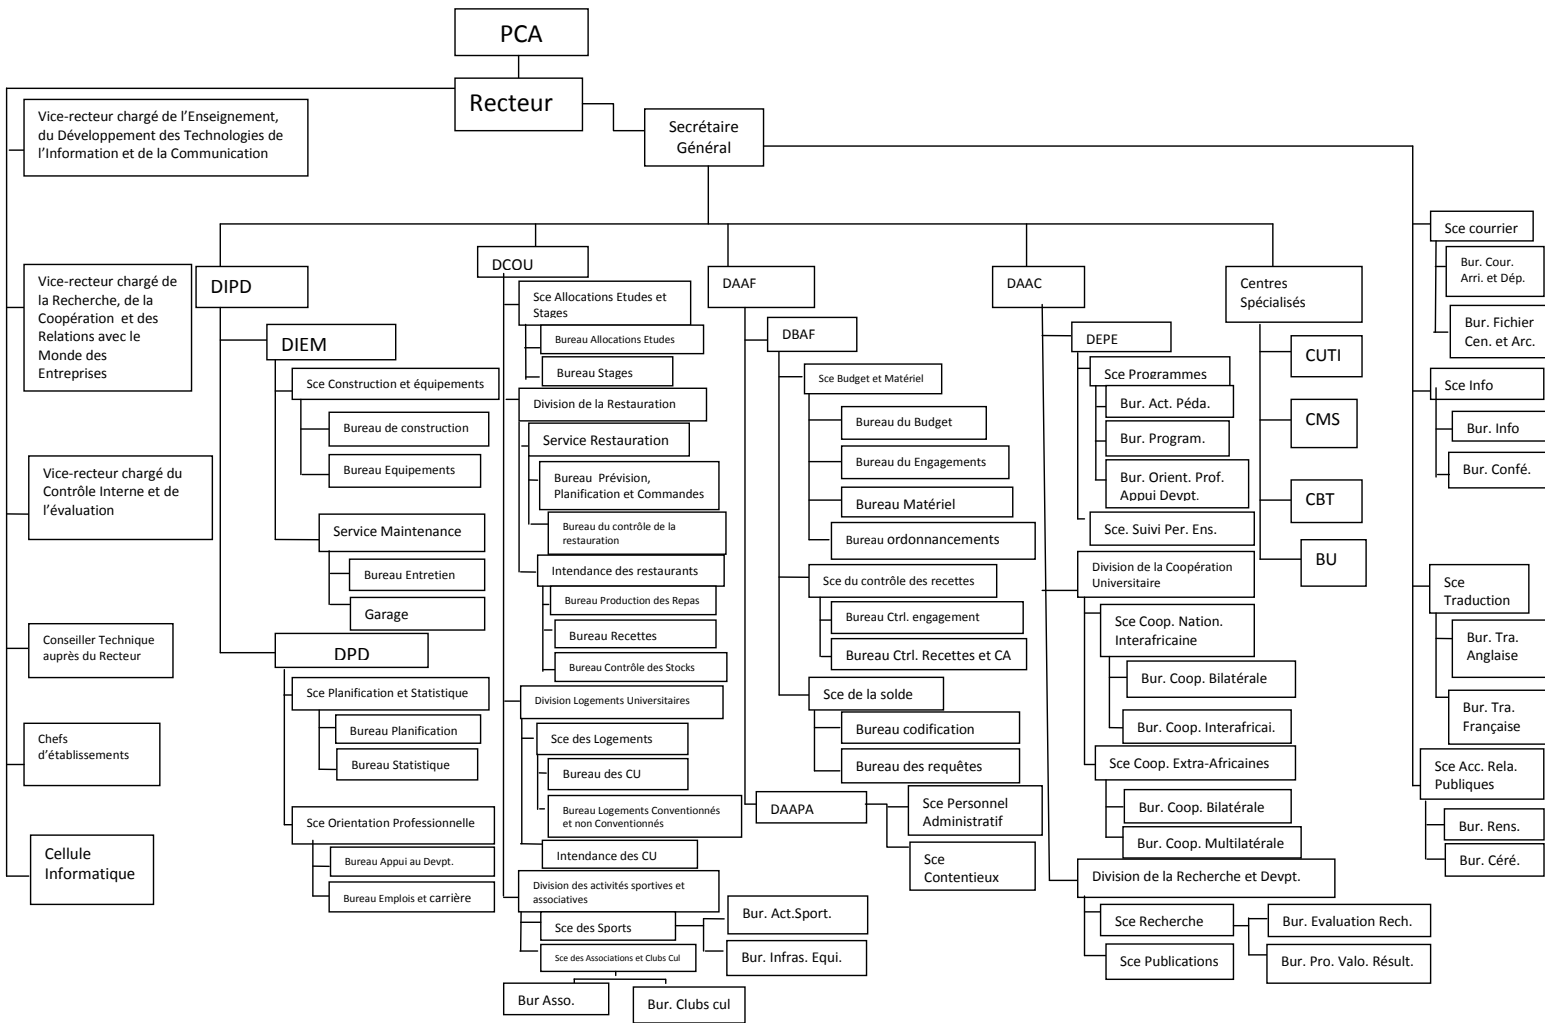 PCA
Recteur
Secrétaire
Général
Vice-recteur chargé de l'Enseignement,
du Développement des Technologies de
l'Information et de la Communication
Vice-recteur chargé de
la Recherche, de la
Coopération et des
Relations avec le
Monde des
Entreprises
Vice-recteur chargé du
Contrôle Interne et de
l'évaluation
Conseiller Technique
auprès du Recteur
Chefs
d'établissements
Cellule
Informatique
DIPD
DIEM
Sce Construction et équipements
Bureau de construction
Bureau Equipements
Service Maintenance
Bureau Entretien
Garage
DPD
Sce Planification et Statistique
Bureau Planification
Bureau Statistique
Sce Orientation Professionnelle
Bureau Appui au Devpt.
Bureau Emplois et carrière
DCOU
Sce Allocations Etudes et
Stages
Bureau Allocations Etudes
Bureau Stages
Division de la Restauration
Service Restauration
Bureau Prévision,
Planification et Commandes
Bureau du contrôle de la
restauration
Intendance des restaurants
Bureau Production des Repas
Bureau Recettes
Bureau Contrôle des Stocks
Division Logements Universitaires
Sce des Logements
Bureau des CU
Bureau Logements Conventionnés
et non Conventionnés
Intendance des CU
Division des activités sportives et
associatives
Sce des Sports
Bur. Act.Sport.
Bur. Infras. Equi.
Sce des Associations et Clubs Cul
Bur Asso.
Bur. Clubs cul
DAAF
DBAF
Sce Budget et Matériel
Bureau du Budget
Bureau du Engagements
Bureau Matériel
Bureau ordonnancements
Sce du contrôle des recettes
Bureau Ctrl. engagement
Bureau Ctrl. Recettes et CA
Sce de la solde
Bureau codification
Bureau des requêtes
DAAPA
Sce Personnel
Administratif
Sce
Contentieux
DAAC
DEPE
Sce Programmes
Bur. Act. Péda.
Bur. Program.
Bur. Orient. Prof.
Appui Devpt.
Sce. Suivi Per. Ens.
Division de la Coopération
Universitaire
Sce Coop. Nation.
Interafricaine
Bur. Coop. Bilatérale
Bur. Coop. Interafricai.
Sce Coop. Extra-Africaines
Bur. Coop. Bilatérale
Bur. Coop. Multilatérale
Division de la Recherche et Devpt.
Sce Recherche
Bur. Evaluation Rech.
Bur. Pro. Valo. Résult.
Sce Publications
Centres
Spécialisés
CUTI
CMS
CBT
BU
Sce courrier
Bur. Cour.
Arri. et Dép.
Bur. Fichier
Cen. et Arc.
Sce Info
Bur. Info
Bur. Confé.
Sce
Traduction
Bur. Tra.
Anglaise
Bur. Tra.
Française
Sce Acc. Rela.
Publiques
Bur. Rens.
Bur. Céré.